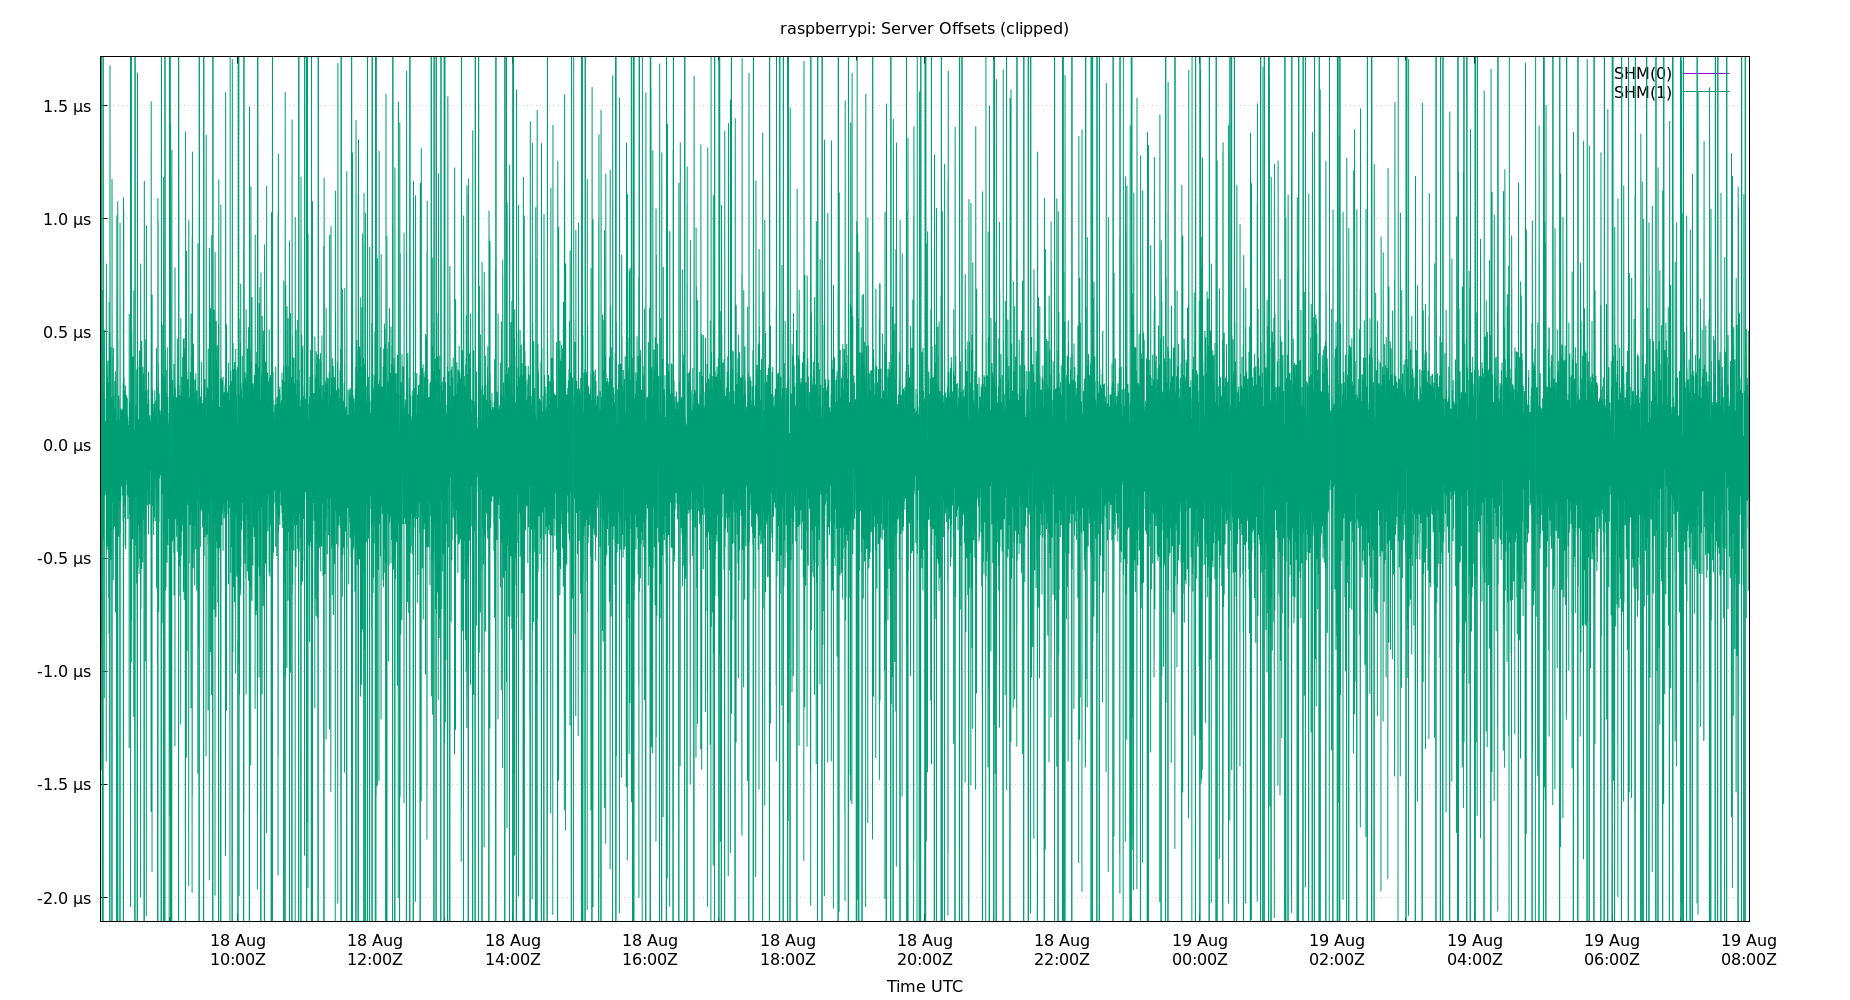 raspberrypi: Server Offsets (clipped)
SHM(0)
SHM(1)
1.5 µs
1.0 µs
0.5 µs
0.0 µs
-0.5 µs
-1.0 µs
-1.5 µs
-2.0 µs
18 Aug 18 Aug 18 Aug 18 Aug 18 Aug 18 Aug 18 Aug 19 Aug 19 Aug 19 Aug 19 Aug 19 Aug
10:00Z 12:00Z 14:00Z 16:00Z 18:00Z 20:00Z 22:00Z 00:00Z 02:00Z 04:00Z 06:00Z 08:00Z
Time UTC